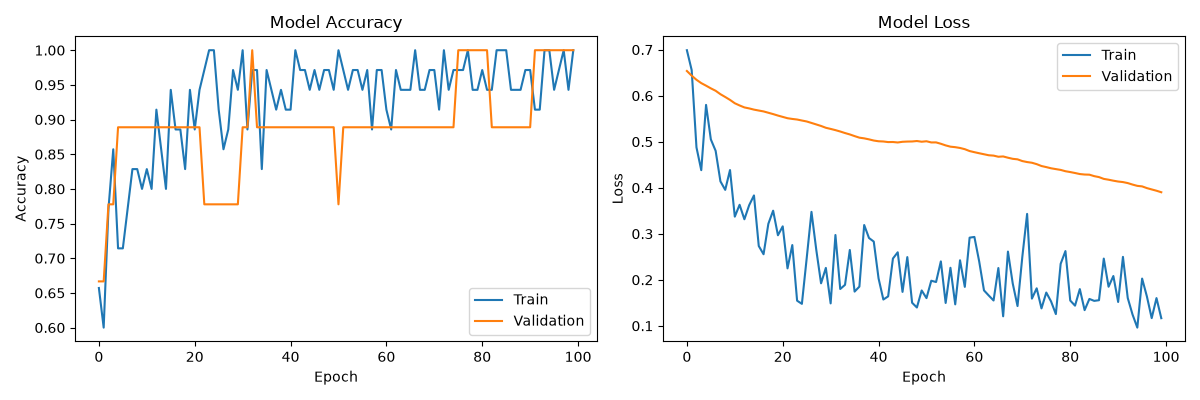 Model Accuracy
1.00
0.95
0.90
0.85
0.80
0.75
0.70
0.65
0.60
Accuracy
0
20
40
60
80
100
Epoch
Train
Validation
Model Loss
0.7
0.6
0.5
0.4
0.3
0.2
0.1
Loss
0
20
40
60
80
100
Epoch
Train
Validation